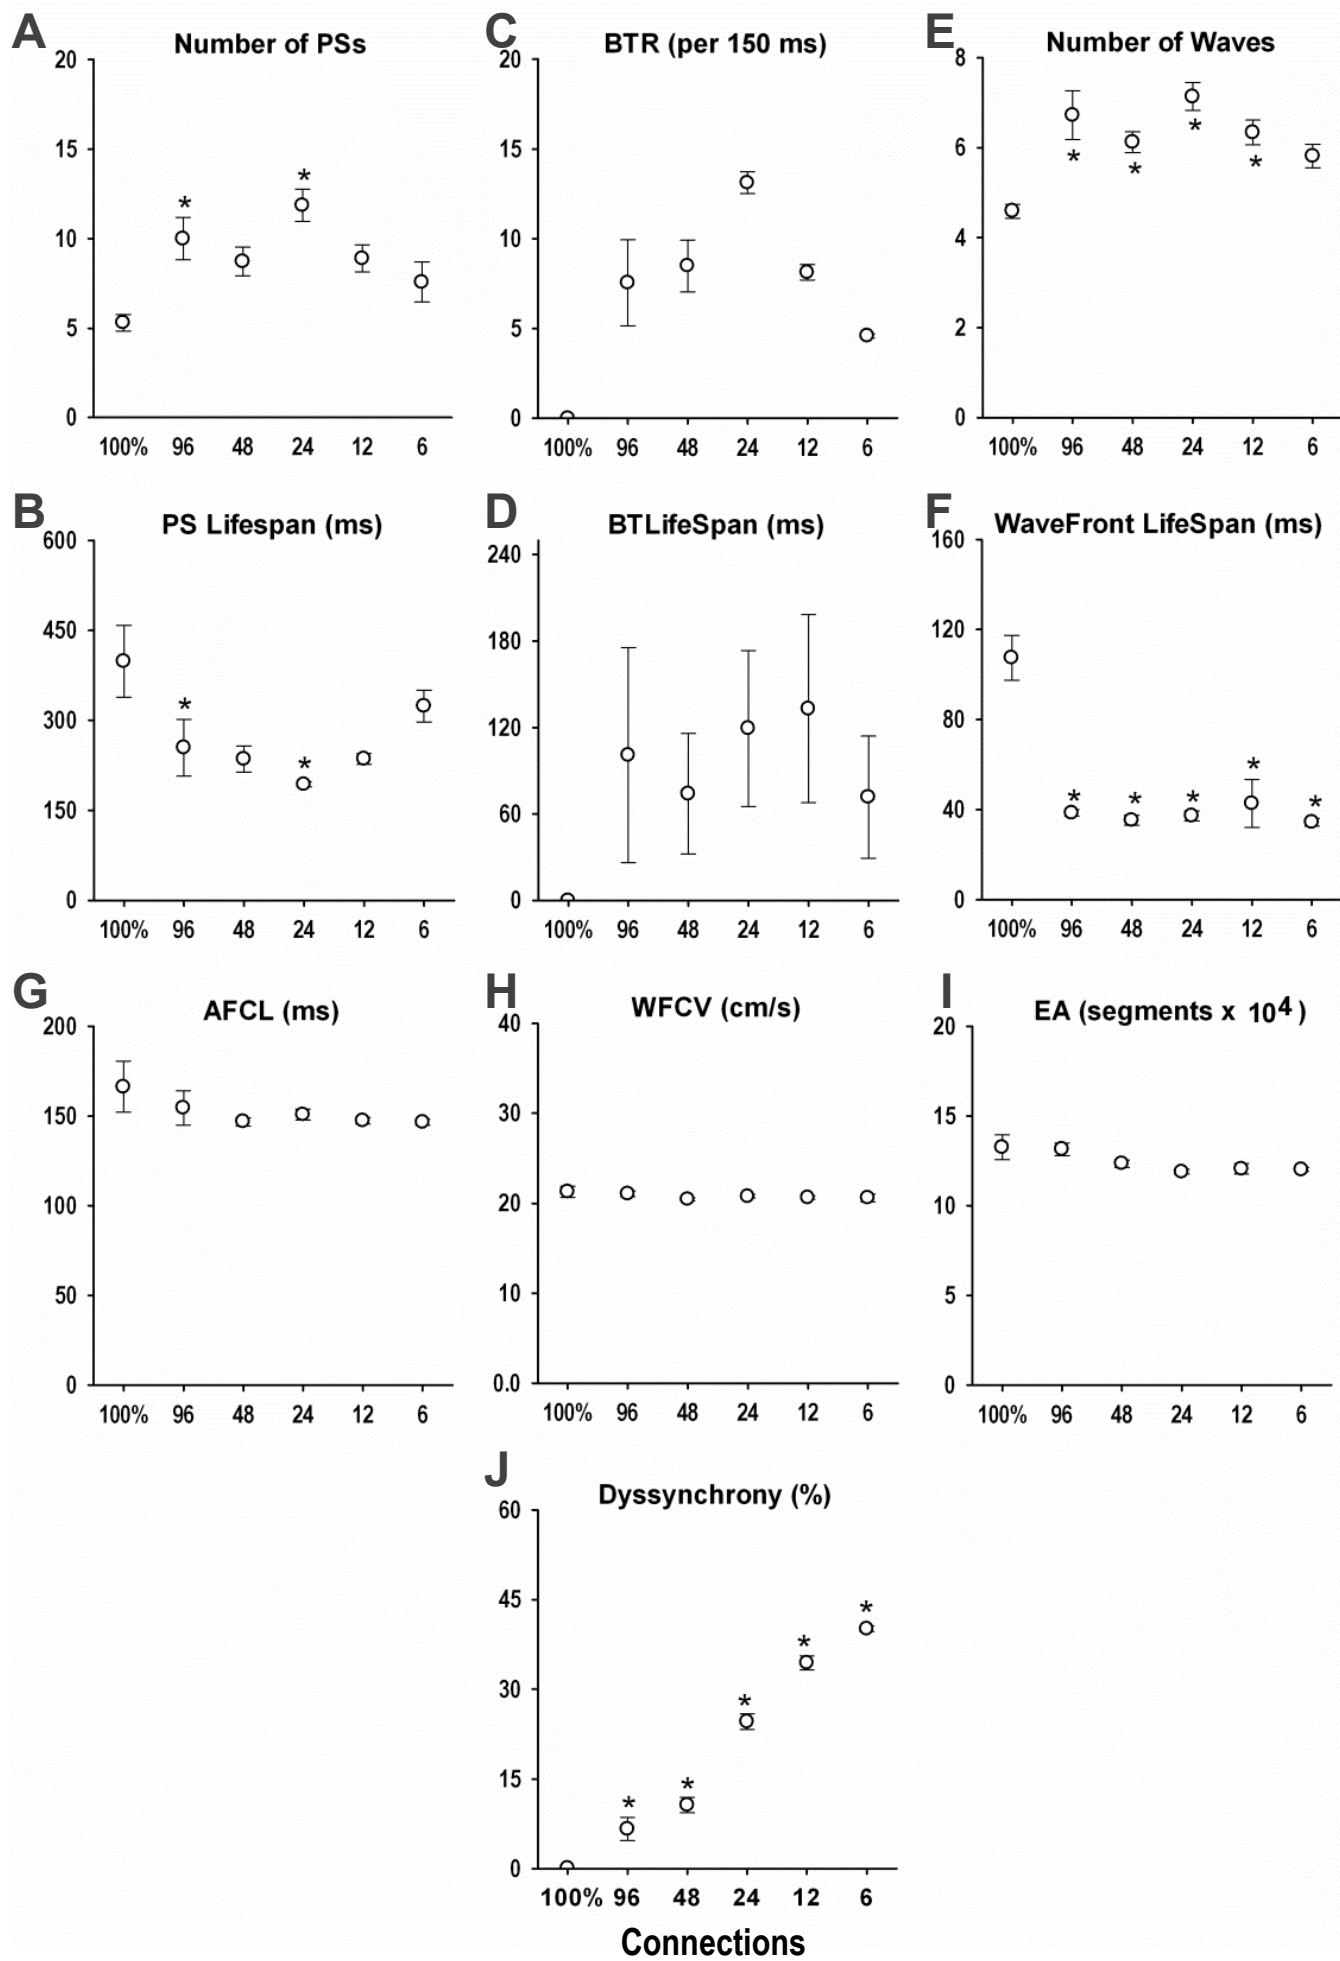 A
Number of PSs
20
15
10
5
0
*
*
100% 96 48 24 12 6
C
BTR (per 150 ms)
20
15
10
5
0
100% 96 48 24 12 6
E
Number of Waves
8
6
4
2
0
* * * *
100% 96 48 24 12 6
B
PS Lifespan (ms)
600
450
300
150
0
*
*
100% 96 48 24 12 6
D
BTLifeSpan (ms)
240
180
120
60
0
100% 96 48 24 12 6
F
WaveFront LifeSpan (ms)
160
120
80
40
0
* * * * *
100% 96 48 24 12 6
G
AFCL (ms)
200
150
100
50
0
100% 96 48 24 12 6
H
WFCV (cm/s)
40
30
20
10
0.0
100% 96 48 24 12 6
I
EA (segments x 10⁴)
20
15
10
5
0
100% 96 48 24 12 6
J
Dyssynchrony (%)
60
45
30
15
0
* * * * *
100% 96 48 24 12 6
Connections